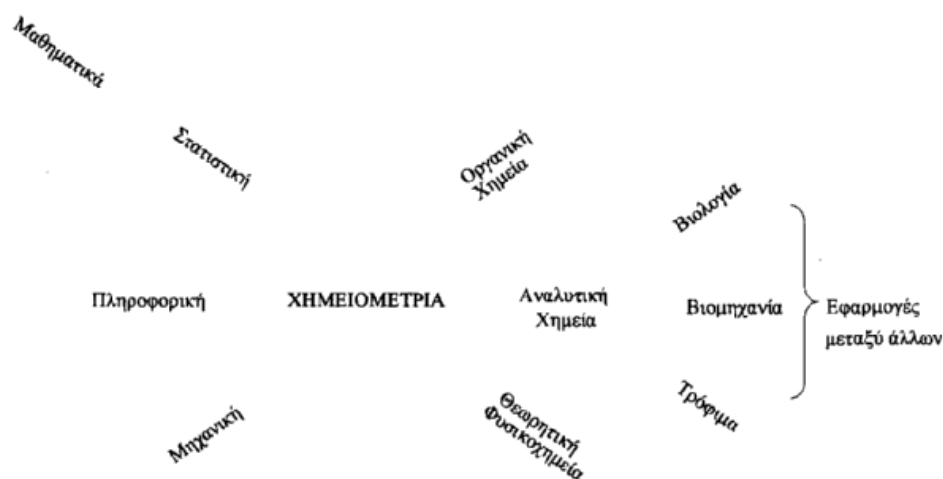 Μαθηματικά
Στατιστική
Οργανική
Χημεία
Βιολογία
Πληροφορική
ΧΗΜΕΙΟΜΕΤΡΙΑ
Αναλυτική
Χημεία
Βιομηχανία
Εφαρμογές
μεταξύ άλλων
Μηχανική
Θεωρητική
Φυσικοχημεία
Τρόφιμα